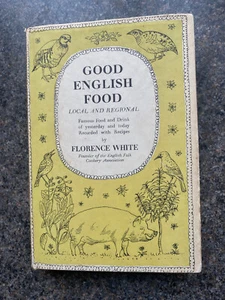 GOOD
ENGLISH
FOOD
LOCAL AND REGIONAL
Famous Food and Drink
of yesterday and today
Recorded with Recipes
by
FLORENCE WHITE
Founder of the English Folk
Cookery Association